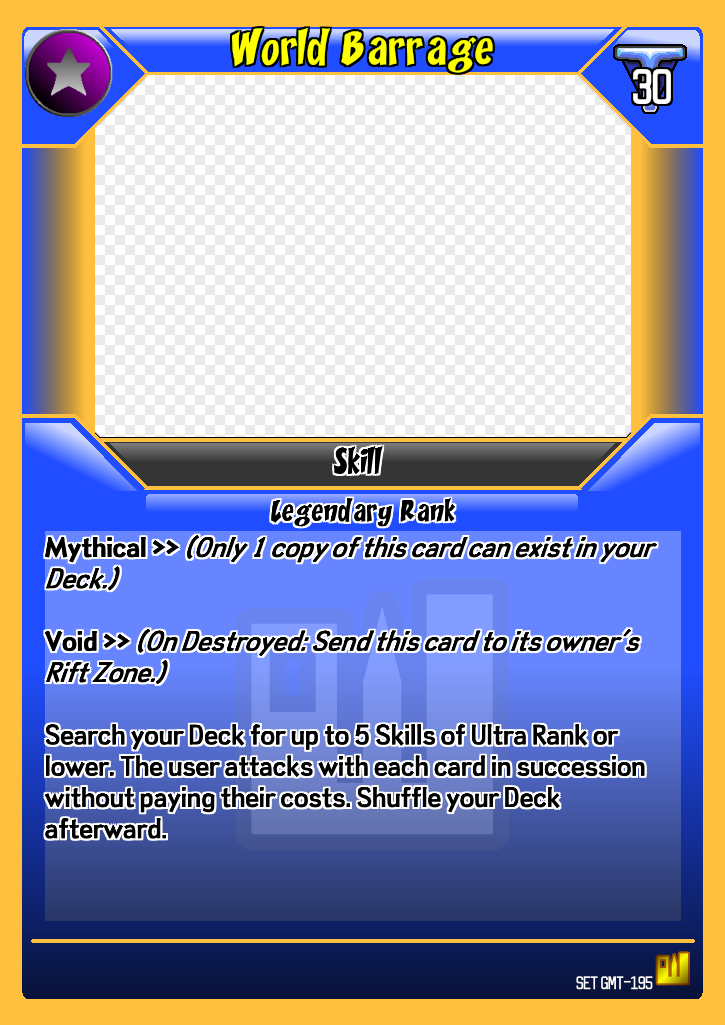 World Barrage
30
Skill
Legendary Rank
Mythical >> (Only 1 copy of this card can exist in your
Deck.)
Void >> (On Destroyed: Send this card to its owner's
Rift Zone.)
Search your Deck for up to 5 Skills of Ultra Rank or
lower. The user attacks with each card in succession
without paying their costs. Shuffle your Deck
afterward.
SET GMT-195